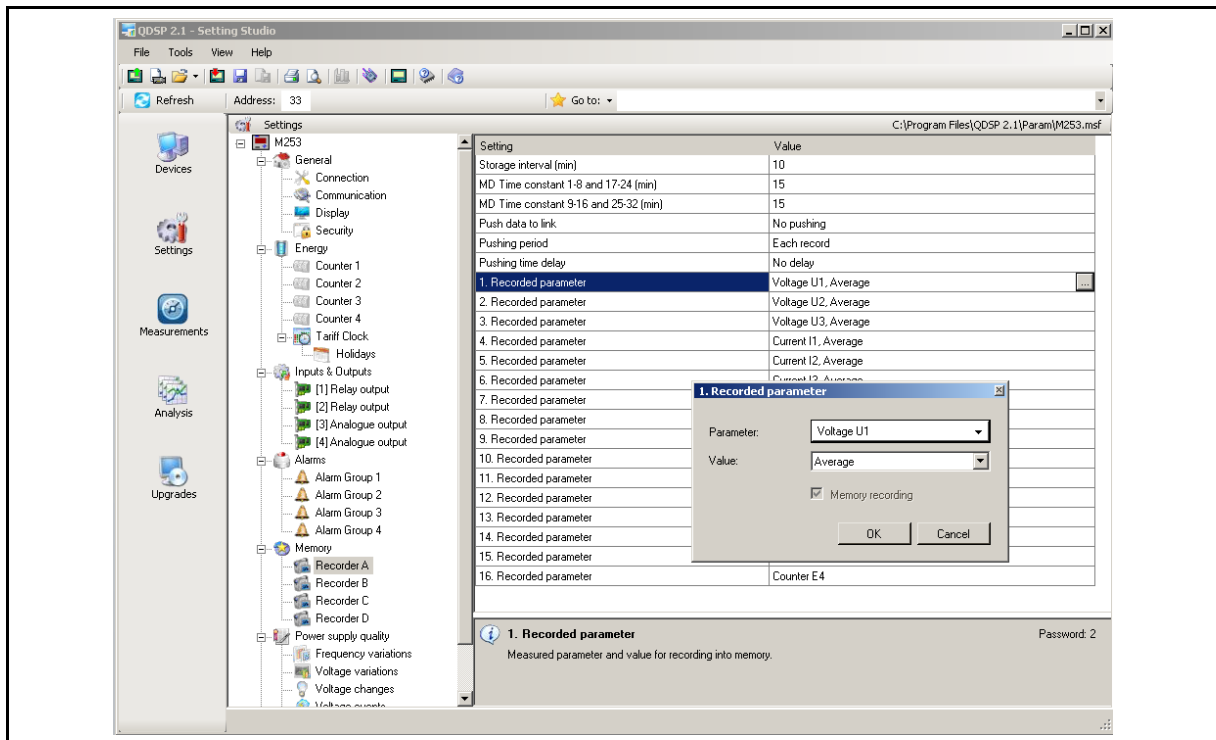 QDSP 2.1 - Setting Studio
File Tools View Help
Refresh Address: 33 Go to:
Settings C:\Program Files\QDSP 2.1\Param\M253.msf
Devices
Settings
Measurements
Analysis
Upgrades
M253
General
Connection
Communication
Display
Security
Energy
Counter 1
Counter 2
Counter 3
Counter 4
Tariff Clock
Holidays
Inputs & Outputs
[1] Relay output
[2] Relay output
[3] Analogue output
[4] Analogue output
Alarms
Alarm Group 1
Alarm Group 2
Alarm Group 3
Alarm Group 4
Memory
Recorder A
Recorder B
Recorder C
Recorder D
Power supply quality
Frequency variations
Voltage variations
Voltage changes
Voltage events
Setting Value
Storage interval (min) 10
MD Time constant 1-8 and 17-24 (min) 15
MD Time constant 9-16 and 25-32 (min) 15
Push data to link No pushing
Pushing period Each record
Pushing time delay No delay
1. Recorded parameter Voltage U1, Average ...
2. Recorded parameter Voltage U2, Average
3. Recorded parameter Voltage U3, Average
4. Recorded parameter Current I1, Average
5. Recorded parameter Current I2, Average
6. Recorded parameter Current I3, Average
7. Recorded parameter
8. Recorded parameter
9. Recorded parameter
10. Recorded parameter
11. Recorded parameter
12. Recorded parameter
13. Recorded parameter
14. Recorded parameter
15. Recorded parameter
16. Recorded parameter Counter E4
1. Recorded parameter
Parameter: Voltage U1
Value: Average
Memory recording
OK Cancel
1. Recorded parameter Password: 2
Measured parameter and value for recording into memory.